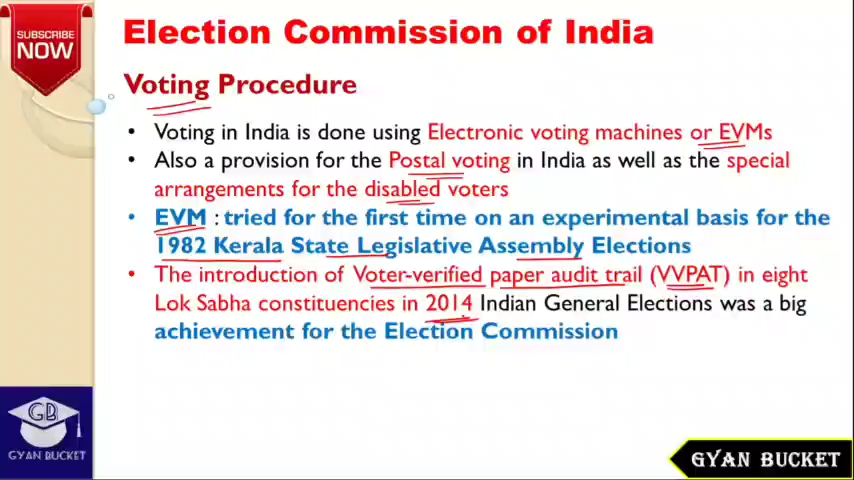 SUBSCRIBE
NOW
Election Commission of India
Voting Procedure
• Voting in India is done using Electronic voting machines or EVMs
• Also a provision for the Postal voting in India as well as the special
arrangements for the disabled voters
• EVM : tried for the first time on an experimental basis for the
1982 Kerala State Legislative Assembly Elections
• The introduction of Voter-verified paper audit trail (VVPAT) in eight
Lok Sabha constituencies in 2014 Indian General Elections was a big
achievement for the Election Commission
GB
GYAN BUCKET
GYAN BUCKET